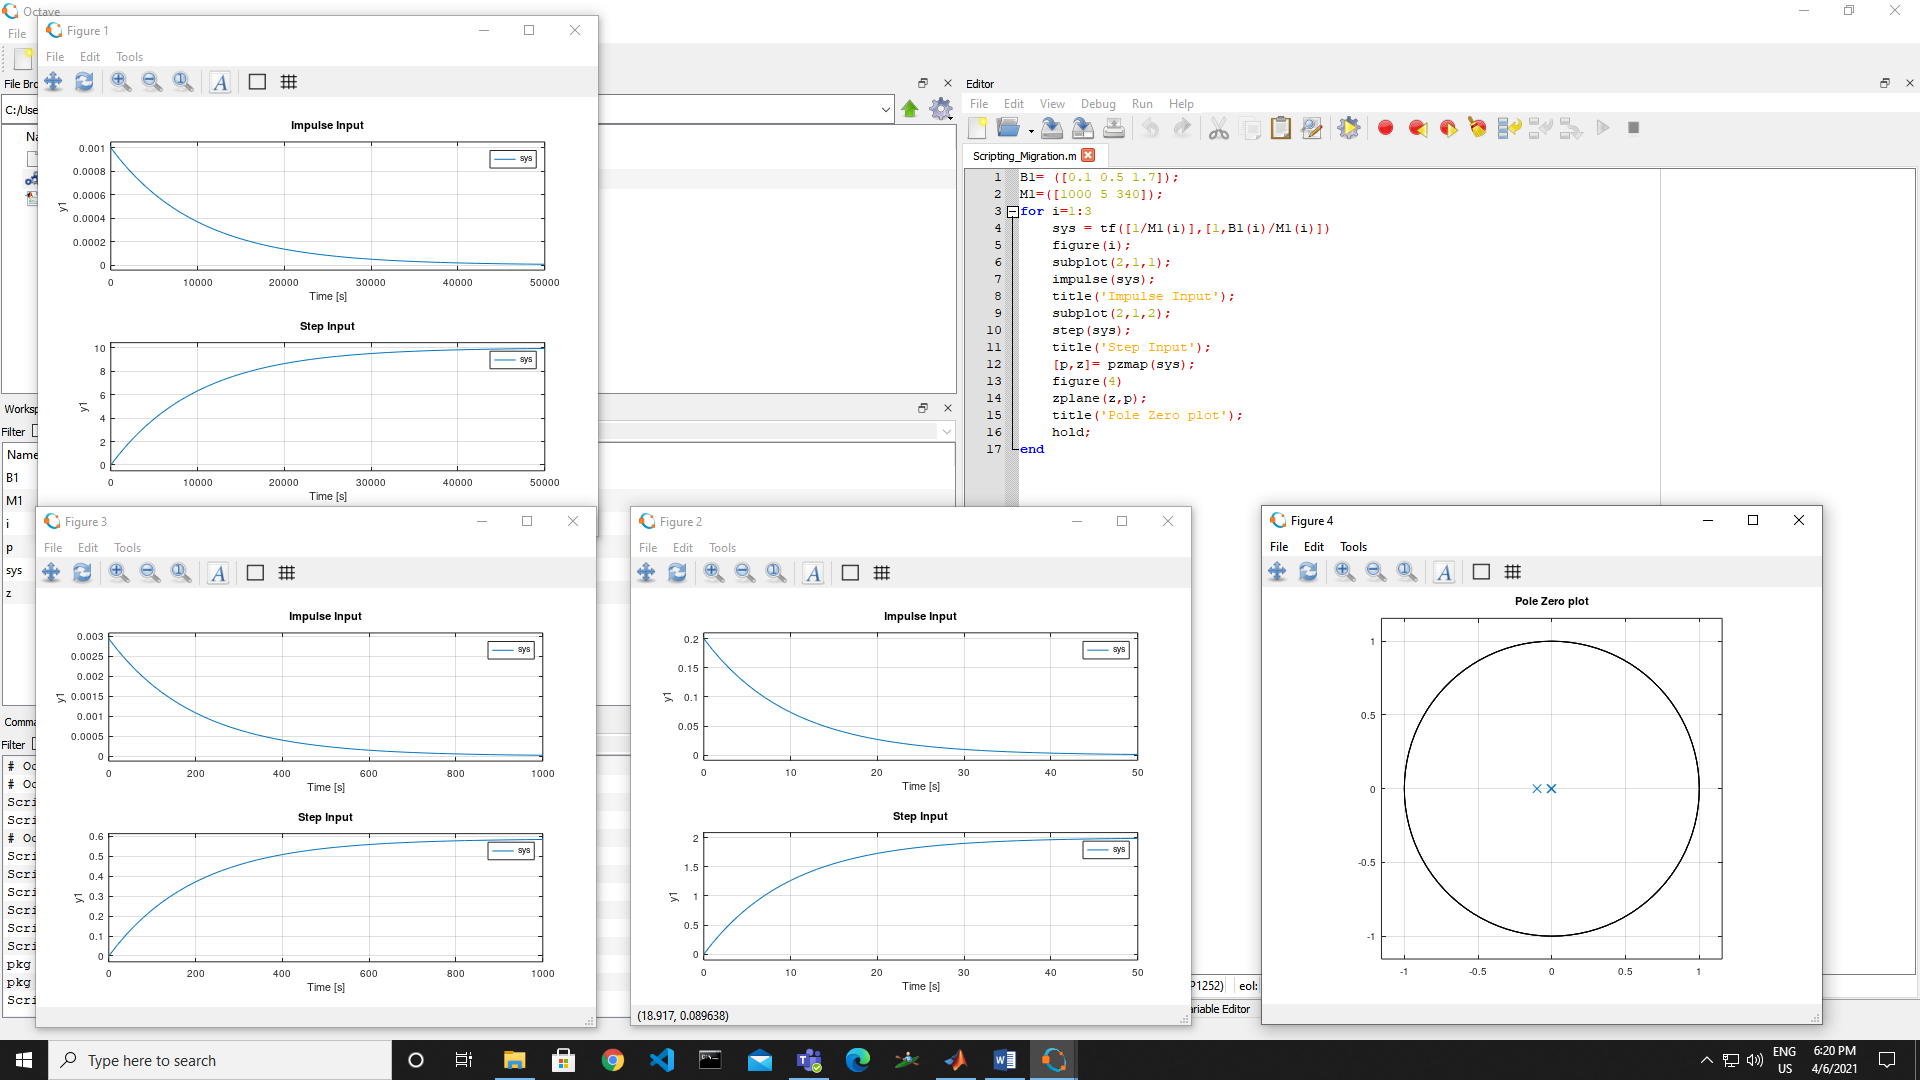 Octave
File
Figure 1
File Edit Tools
File Bro
C:/Use
Na
Impulse Input
sys
0.001
0.0008
0.0006
0.0004
0.0002
0
y1
0 10000 20000 30000 40000 50000
Time [s]
Step Input
sys
10
8
6
4
2
0
y1
0 10000 20000 30000 40000 50000
Time [s]
Worksp
Filter
Name
B1
M1
i
p
sys
z
Comma
Filter
# Oc
# Oc
Scri
Scri
# Oc
Scri
Scri
Scri
Scri
Scri
Scri
pkg
pkg
Scri
Editor
File Edit View Debug Run Help
Scripting_Migration.m
1 B1= ([0.1 0.5 1.7]);
2 M1=([1000 5 340]);
3 for i=1:3
4 sys = tf([1/M1(i)],[1,B1(i)/M1(i)])
5 figure(i);
6 subplot(2,1,1);
7 impulse(sys);
8 title('Impulse Input');
9 subplot(2,1,2);
10 step(sys);
11 title('Step Input');
12 [p,z]= pzmap(sys);
13 figure(4)
14 zplane(z,p);
15 title('Pole Zero plot');
16 hold;
17 end
Figure 3
File Edit Tools
Impulse Input
sys
0.003
0.0025
0.002
0.0015
0.001
0.0005
0
y1
0 200 400 600 800 1000
Time [s]
Step Input
sys
0.6
0.5
0.4
0.3
0.2
0.1
0
y1
0 200 400 600 800 1000
Time [s]
Figure 2
File Edit Tools
Impulse Input
sys
0.2
0.15
0.1
0.05
0
y1
0 10 20 30 40 50
Time [s]
Step Input
sys
2
1.5
1
0.5
0
y1
0 10 20 30 40 50
Time [s]
(18.917, 0.089638)
P1252) eol:
ariable Editor
Figure 4
File Edit Tools
Pole Zero plot
1
0.5
0
-0.5
-1
-1 -0.5 0 0.5 1
Type here to search
ENG
US
6:20 PM
4/6/2021